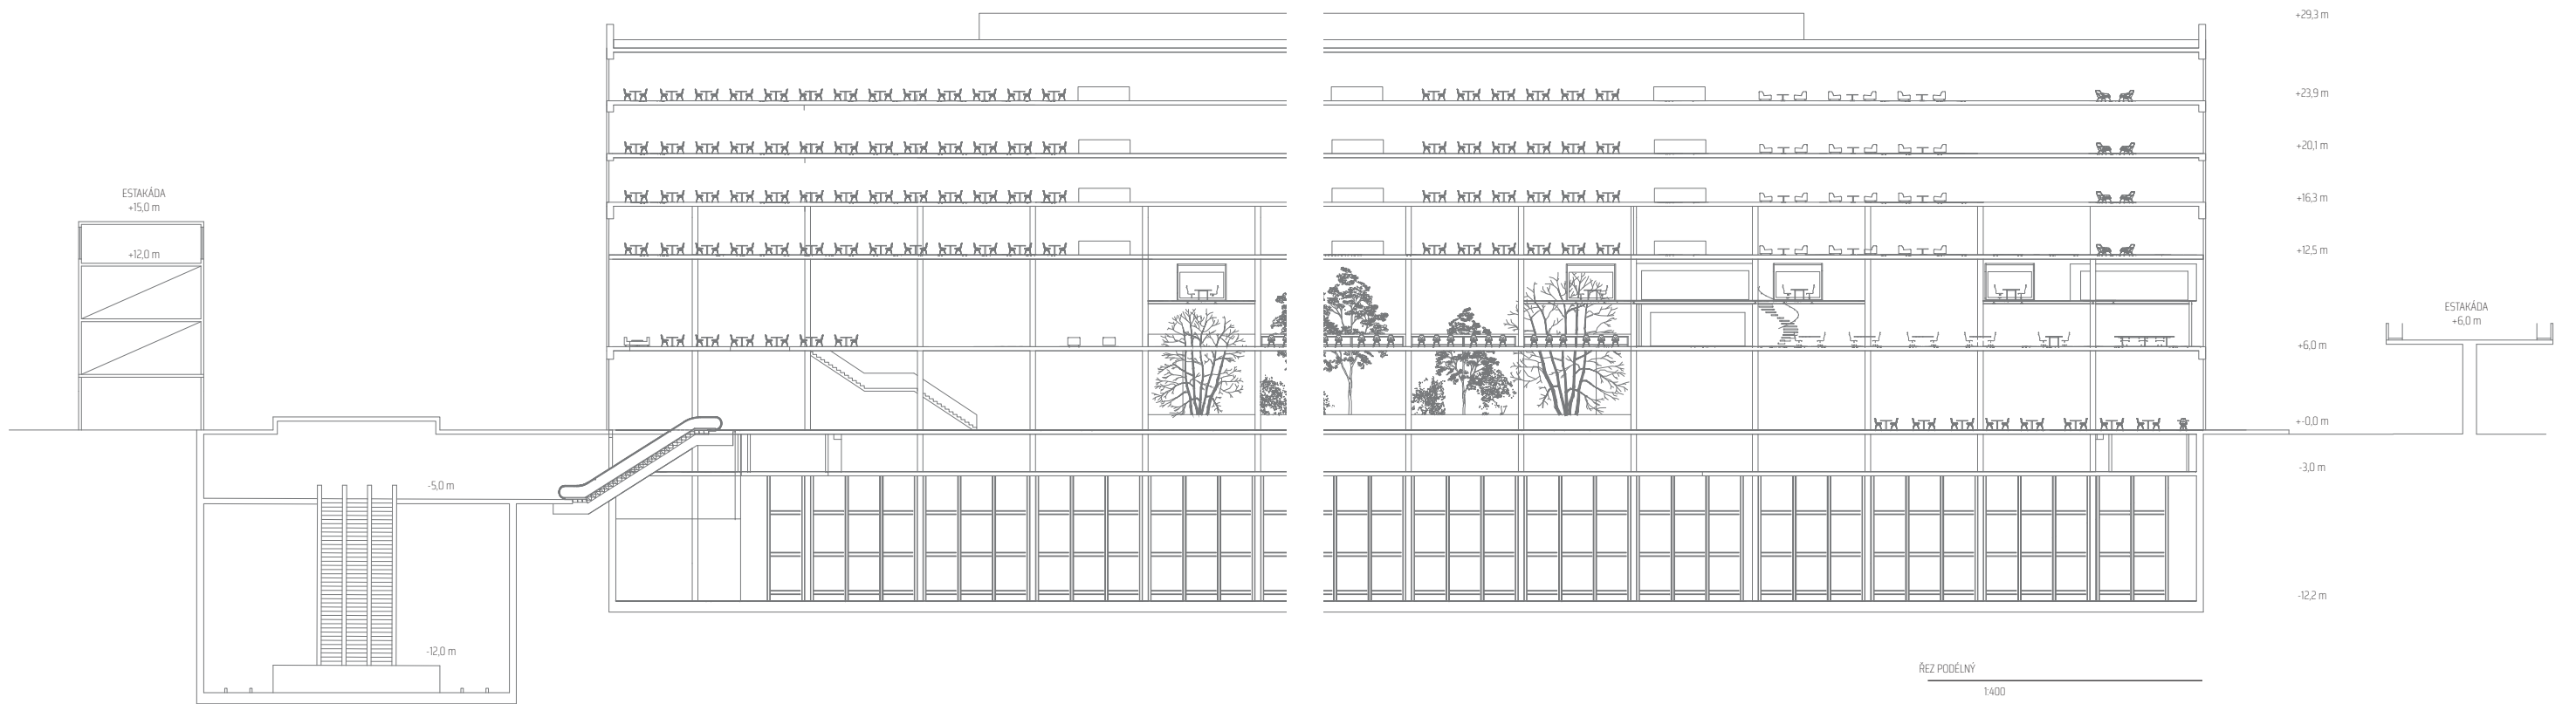 +29,3 m
+23,9 m
+20,1 m
ESTAKÁDA
+15,0 m
+16,3 m
+12,0 m
+12,5 m
ESTAKÁDA
+6,0 m
+6,0 m
+-0,0 m
-3,0 m
-5,0 m
-12,2 m
-12,0 m
ŘEZ PODÉLNÝ
1:400